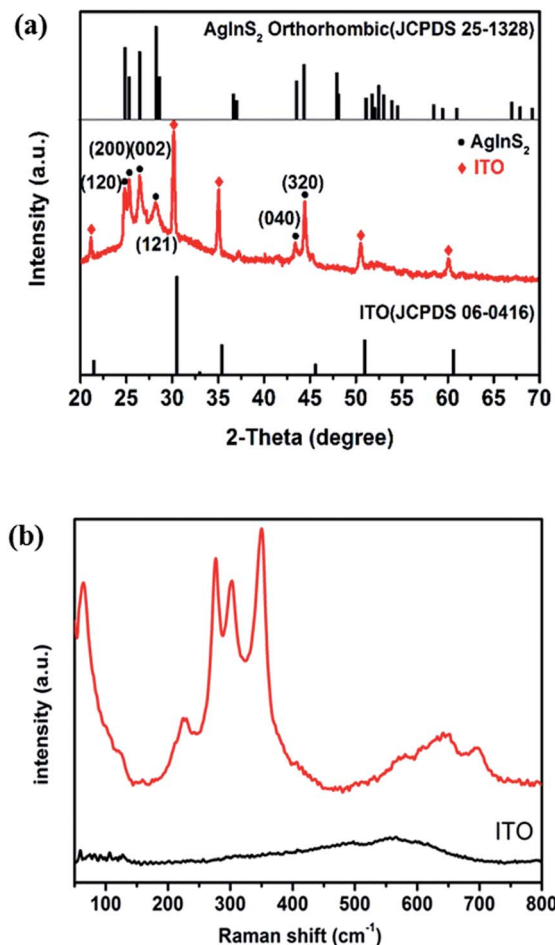 (a)
AgInS₂ Orthorhombic(JCPDS 25-1328)
(200)(002)
● AgInS₂
(120)
♦ ITO
(320)
(121)
(040)
Intensity (a.u.)
ITO(JCPDS 06-0416)
20 25 30 35 40 45 50 55 60 65 70
2-Theta (degree)
(b)
intensity (a.u.)
ITO
100 200 300 400 500 600 700 800
Raman shift (cm⁻¹)